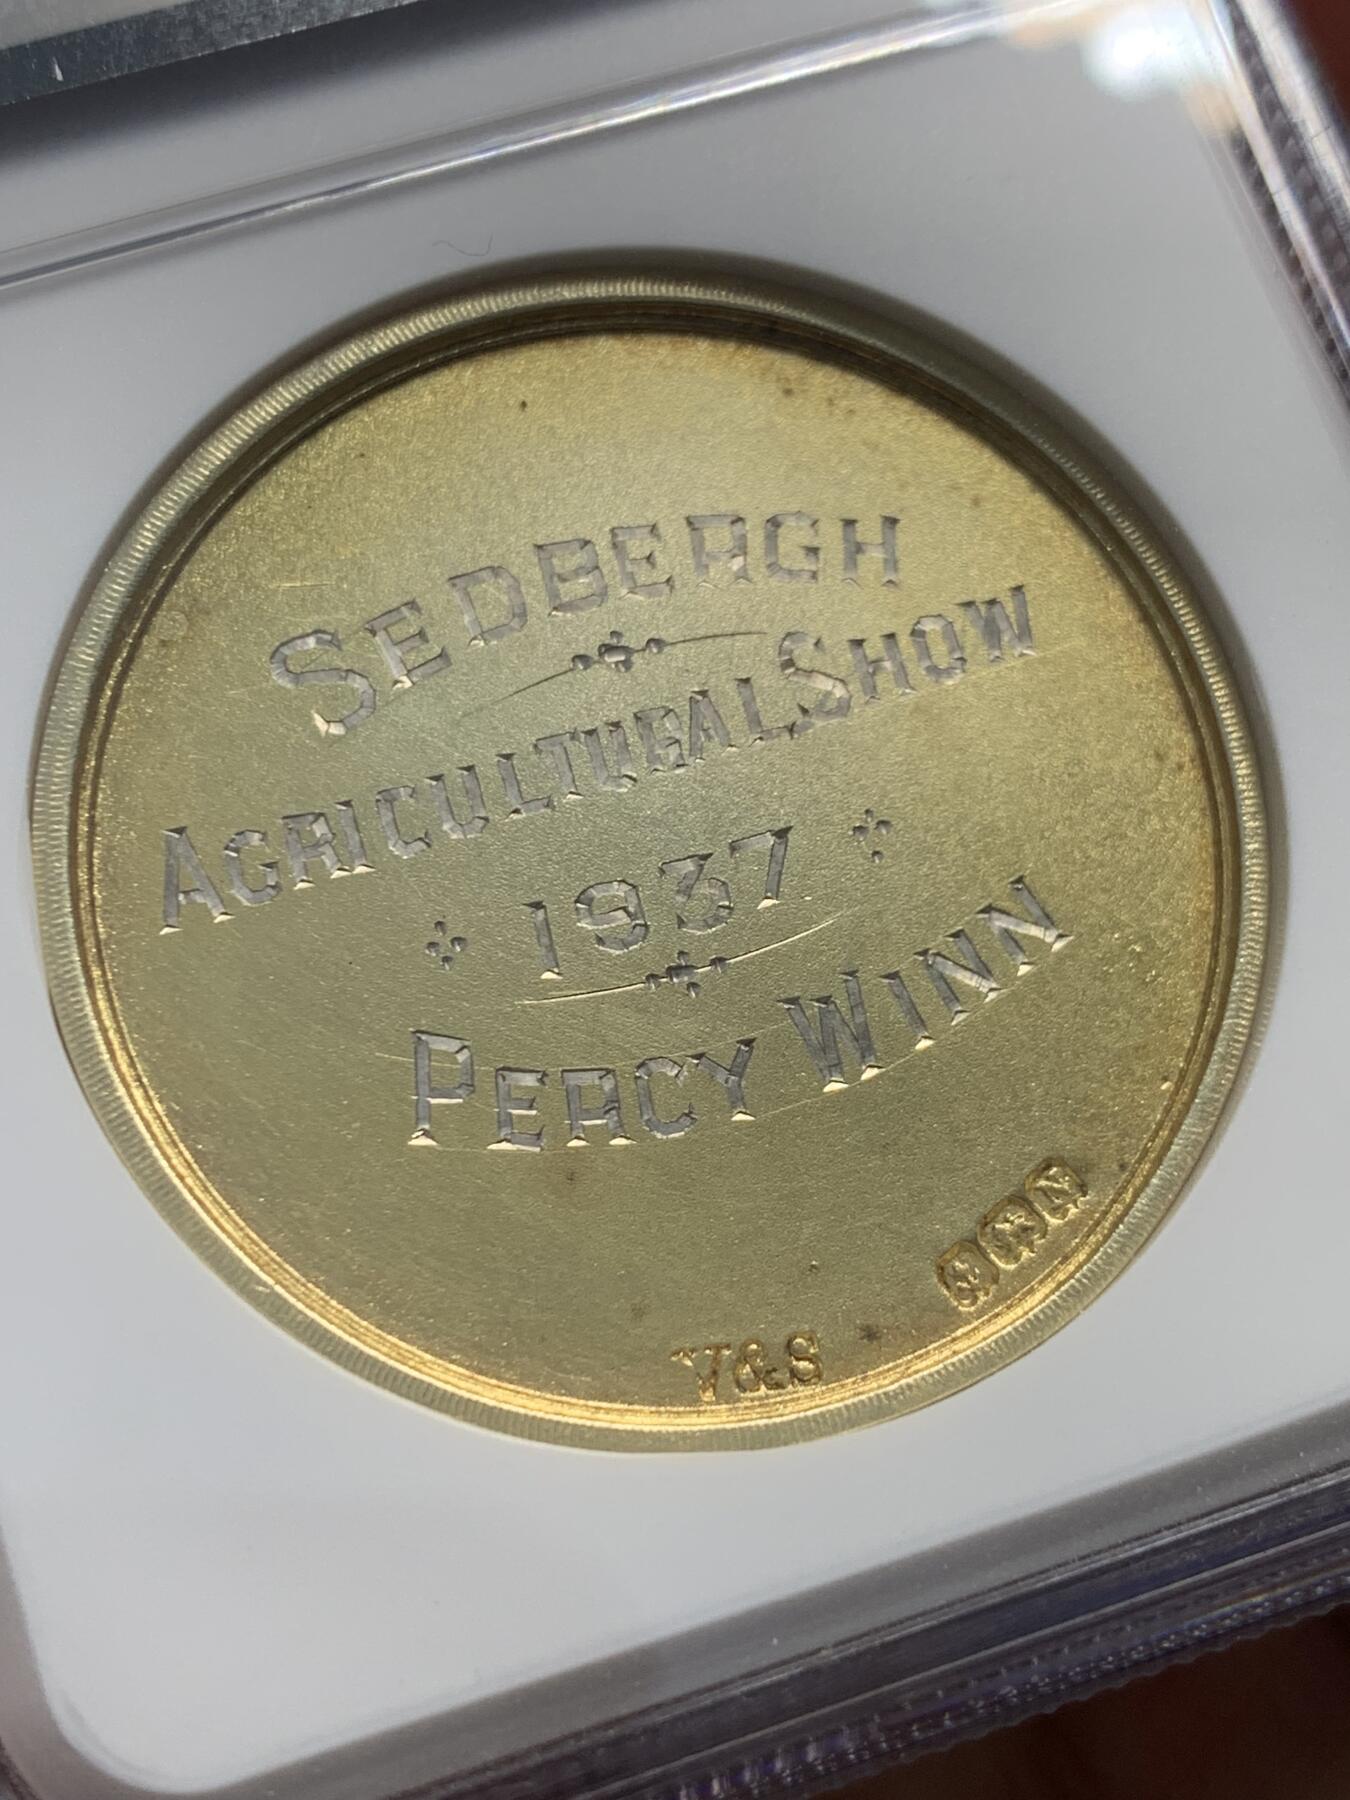 SEDBERGH
AGRICULTURAL SHOW
1937
PERCY WINN
V&S